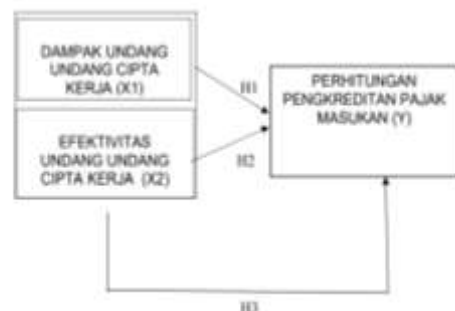 DAMPAK UNDANG
UNDANG CIPTA
KERJA (X1)
H1
PERHITUNGAN
PENGKREDITAN PAJAK
MASUKAN (Y)
EFEKTIVITAS
UNDANG UNDANG
CIPTA KERJA (X2)
H2
H3